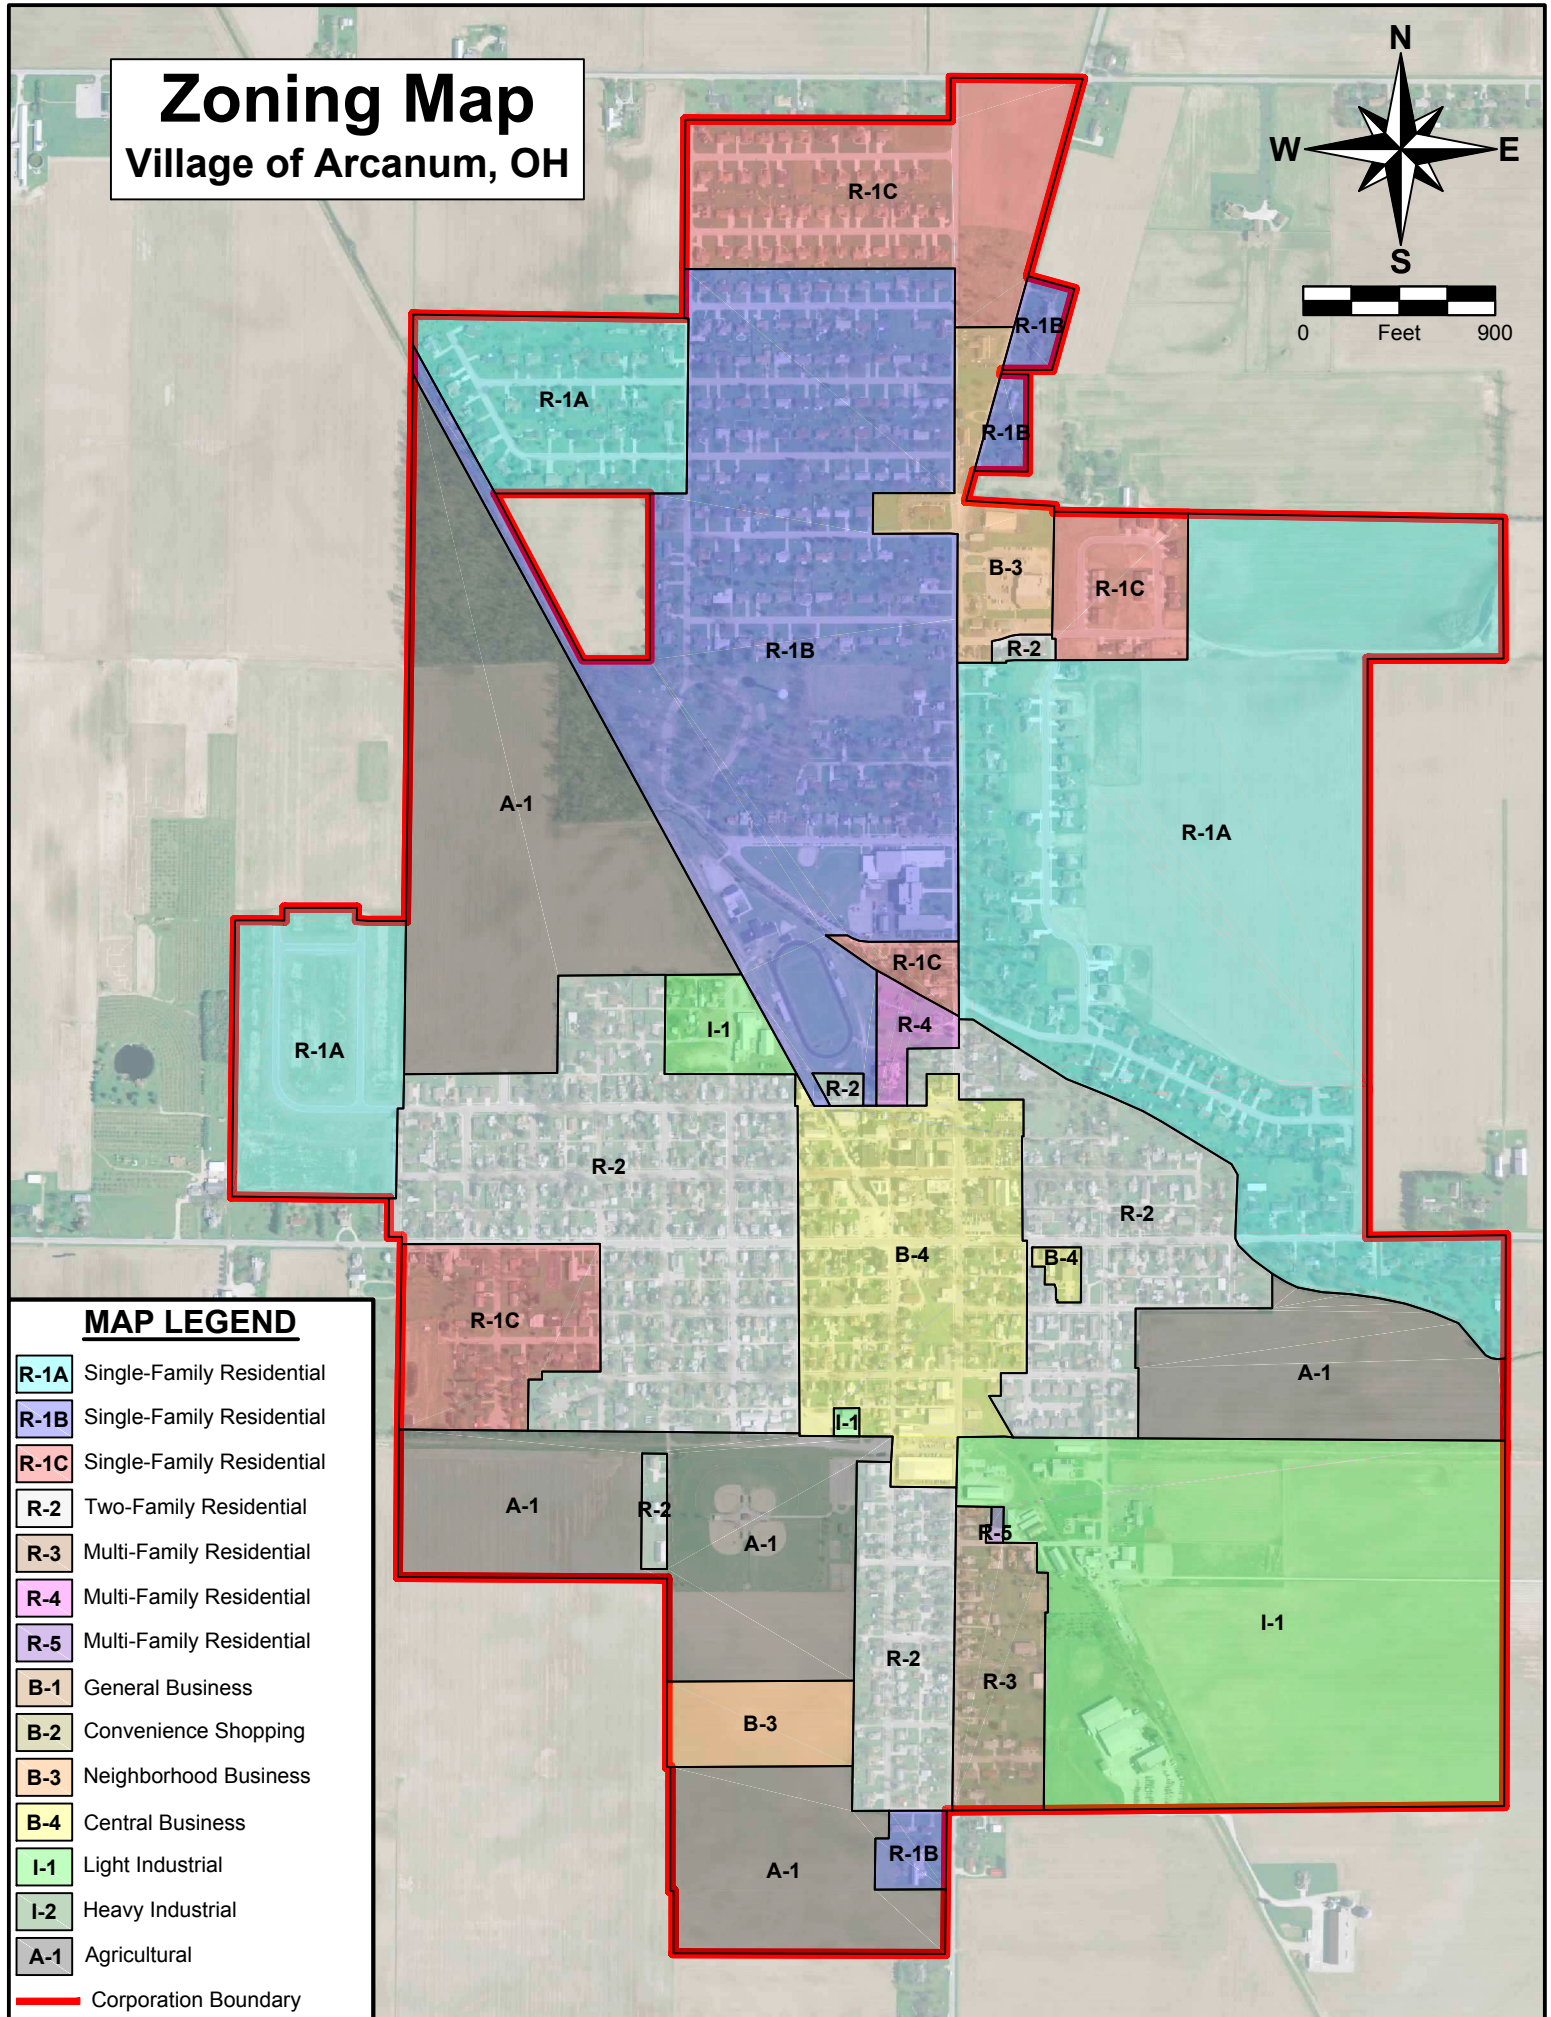 Zoning Map
Village of Arcanum, OH
N
W
E
S
0 Feet 900
R-1C
R-1B
R-1A
R-1B
B-3
R-1C
R-2
R-1B
A-1
R-1A
R-1C
R-4
I-1
R-1A
R-2
R-2
R-2
B-4
B-4
R-1C
A-1
I-1
A-1
R-2
R-5
A-1
I-1
R-2
R-3
B-3
R-1B
A-1
MAP LEGEND
R-1A Single-Family Residential
R-1B Single-Family Residential
R-1C Single-Family Residential
R-2 Two-Family Residential
R-3 Multi-Family Residential
R-4 Multi-Family Residential
R-5 Multi-Family Residential
B-1 General Business
B-2 Convenience Shopping
B-3 Neighborhood Business
B-4 Central Business
I-1 Light Industrial
I-2 Heavy Industrial
A-1 Agricultural
Corporation Boundary